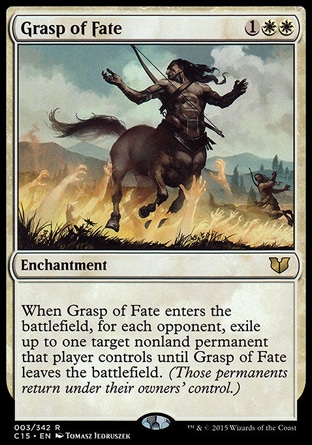 Grasp of Fate 1
Enchantment
When Grasp of Fate enters the
battlefield, for each opponent, exile
up to one target nonland permanent
that player controls until Grasp of Fate
leaves the battlefield. (Those permanents
return under their owners' control.)
003/342 R
C15 • EN Tomasz Jedruszek ™ & © 2015 Wizards of the Coast